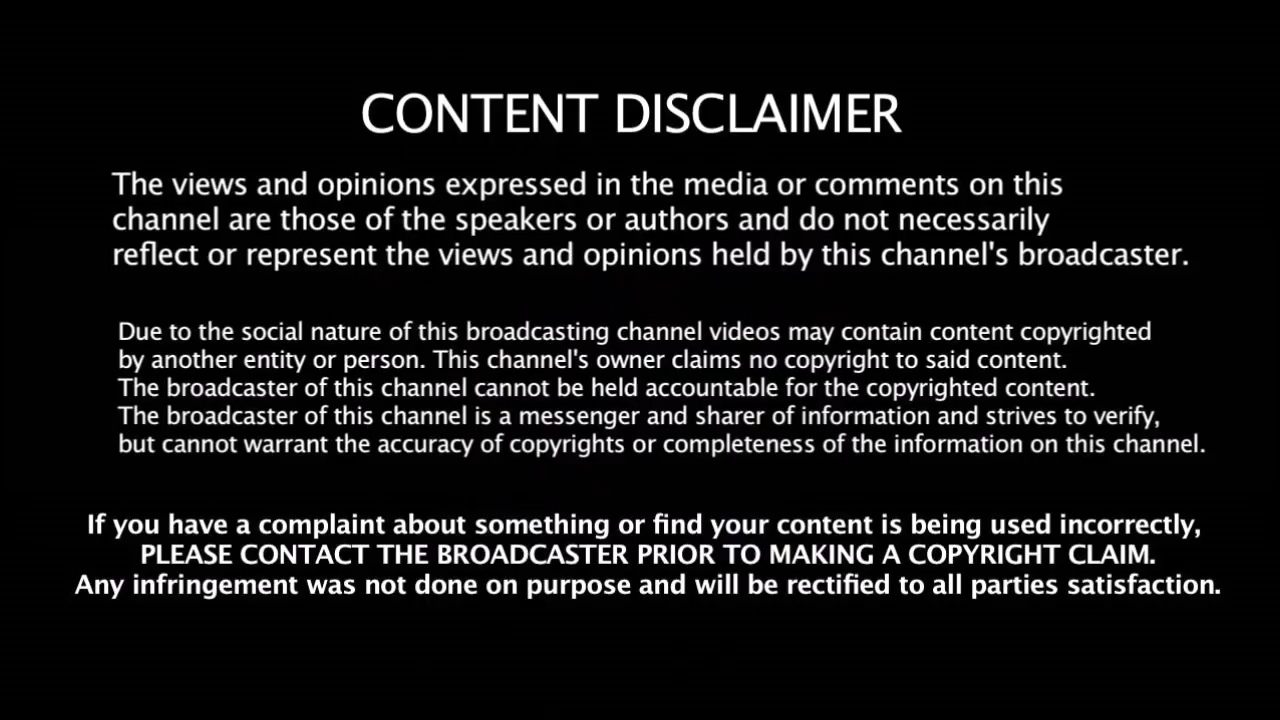 CONTENT DISCLAIMER
The views and opinions expressed in the media or comments on this
channel are those of the speakers or authors and do not necessarily
reflect or represent the views and opinions held by this channel's broadcaster.
Due to the social nature of this broadcasting channel videos may contain content copyrighted
by another entity or person. This channel's owner claims no copyright to said content.
The broadcaster of this channel cannot be held accountable for the copyrighted content.
The broadcaster of this channel is a messenger and sharer of information and strives to verify,
but cannot warrant the accuracy of copyrights or completeness of the information on this channel.
If you have a complaint about something or find your content is being used incorrectly,
PLEASE CONTACT THE BROADCASTER PRIOR TO MAKING A COPYRIGHT CLAIM.
Any infringement was not done on purpose and will be rectified to all parties satisfaction.